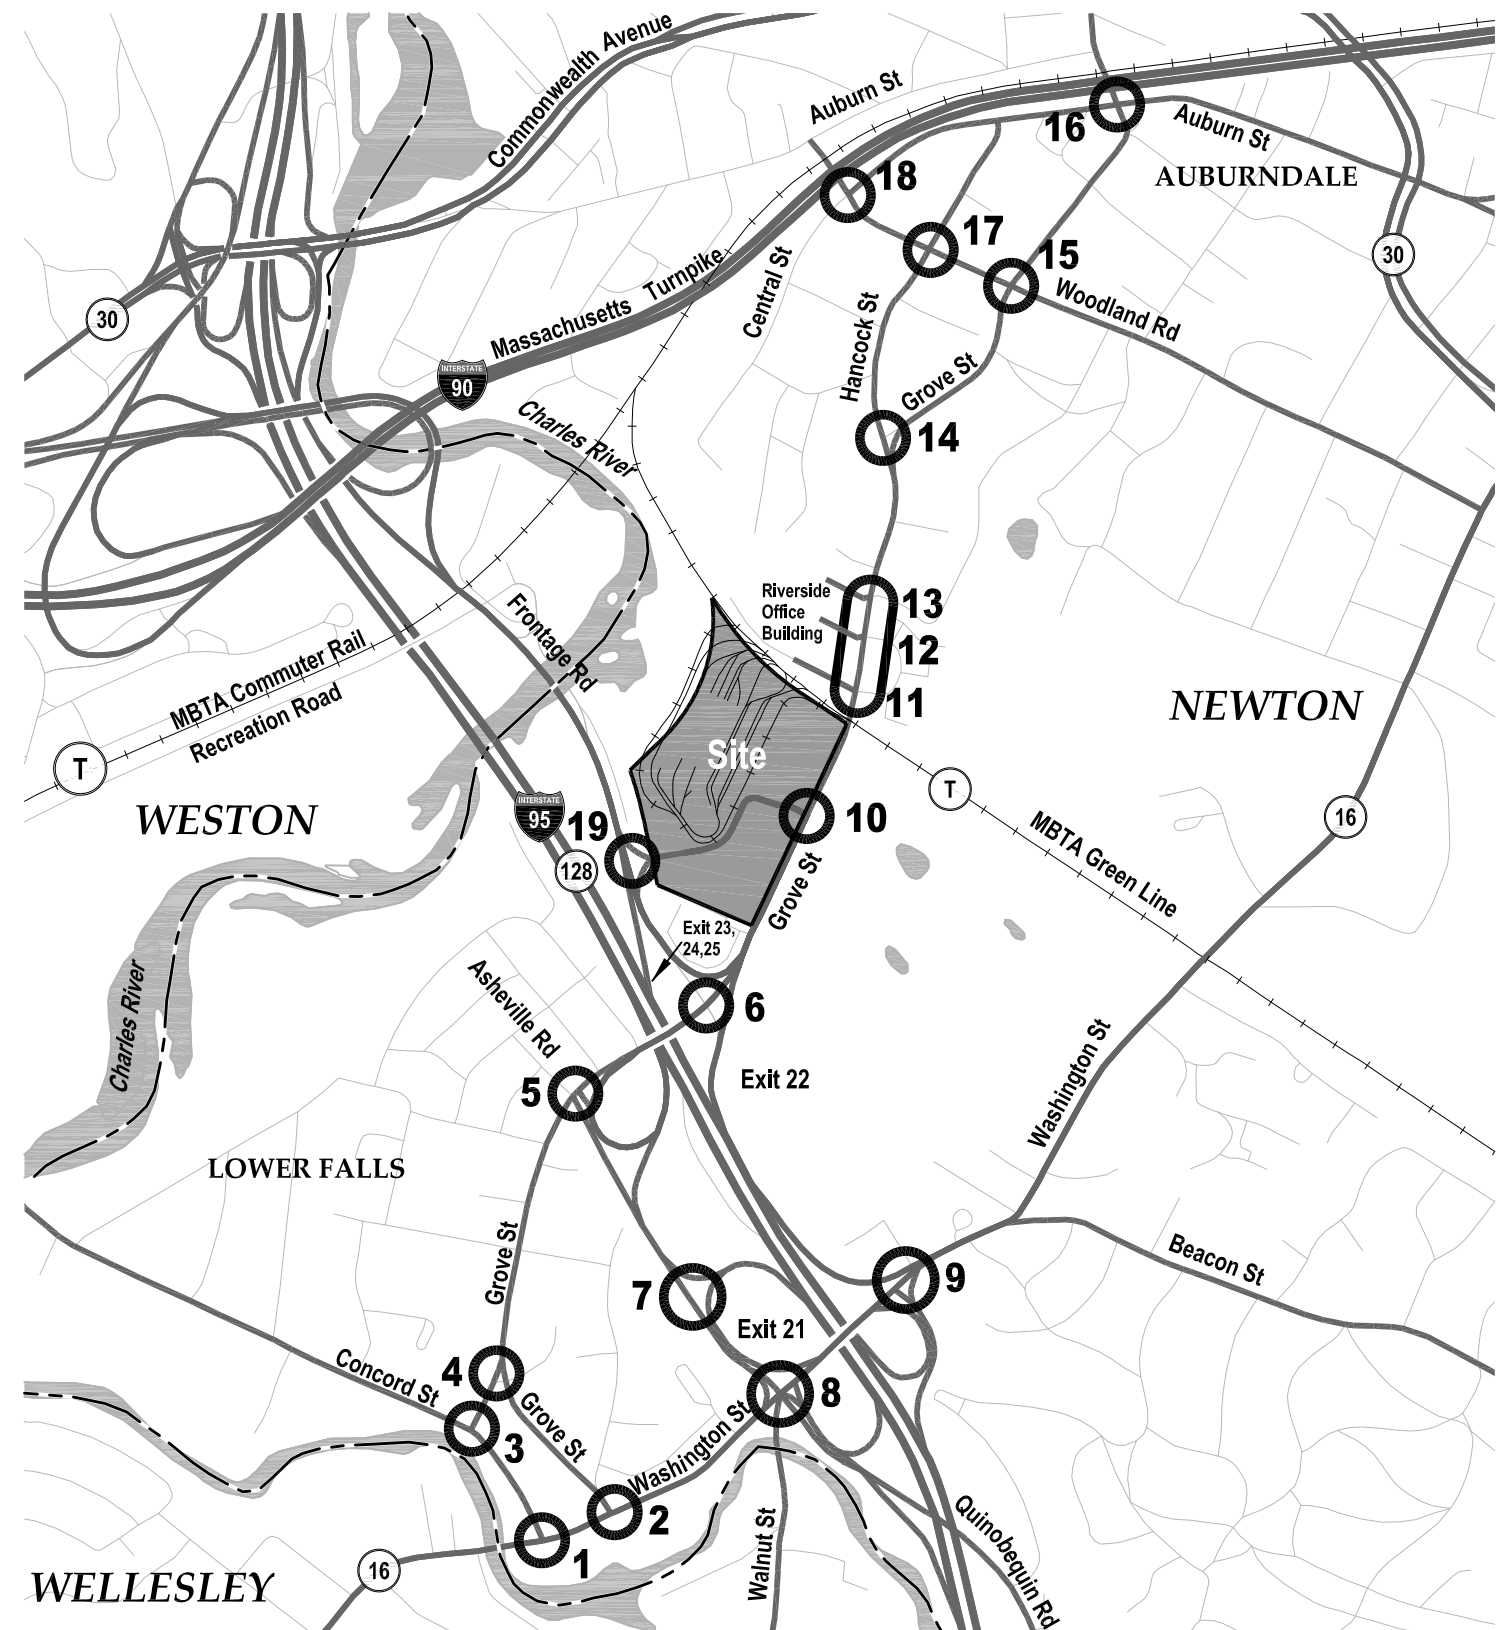 Commonwealth Avenue
Auburn St
16
Auburn St
AUBURNDALE
18
17
15
30
Woodland Rd
30
Massachusetts Turnpike
Central St
INTERSTATE
90
Hancock St
Grove St
Charles River
14
Riverside
Office
Building
13
12
11
Frontage Rd
MBTA Commuter Rail
Recreation Road
NEWTON
Site
T
T
WESTON
INTERSTATE
95
19
10
16
128
MBTA Green Line
Grove St
Exit 23,
24,25
Charles River
Asheville Rd
6
Washington St
Exit 22
5
LOWER FALLS
Grove St
Beacon St
7
9
Exit 21
Concord St
4
8
Grove St
Washington St
3
2
Walnut St
Quinobequin Rd
1
16
WELLESLEY